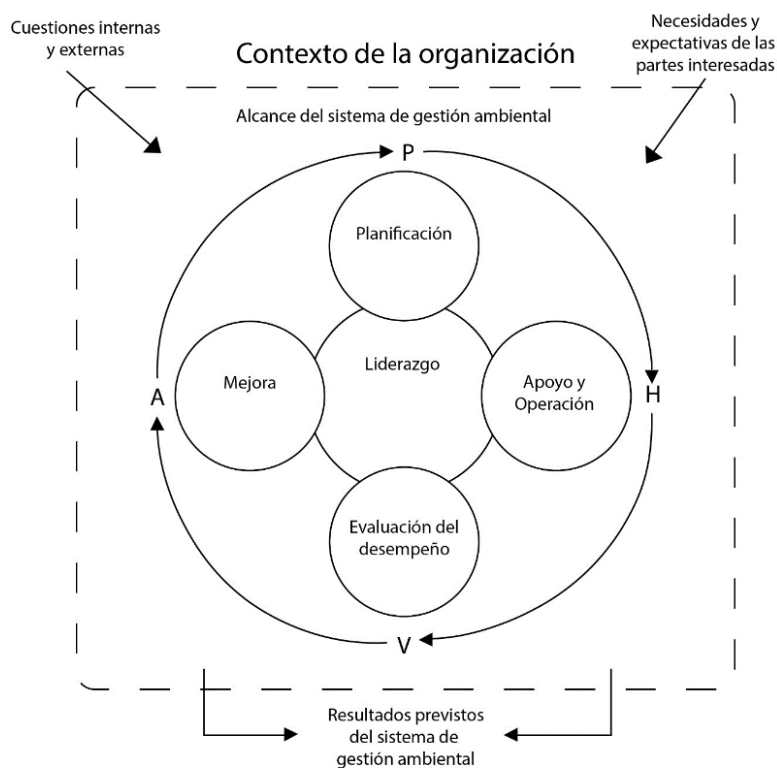 Cuestiones internas
y externas
Contexto de la organización
Necesidades y
expectativas de las
partes interesadas
Alcance del sistema de gestión ambiental
P
Planificación
Liderazgo
Mejora
Apoyo y
Operación
A
H
Evaluación del
desempeño
V
Resultados previstos
del sistema de
gestión ambiental